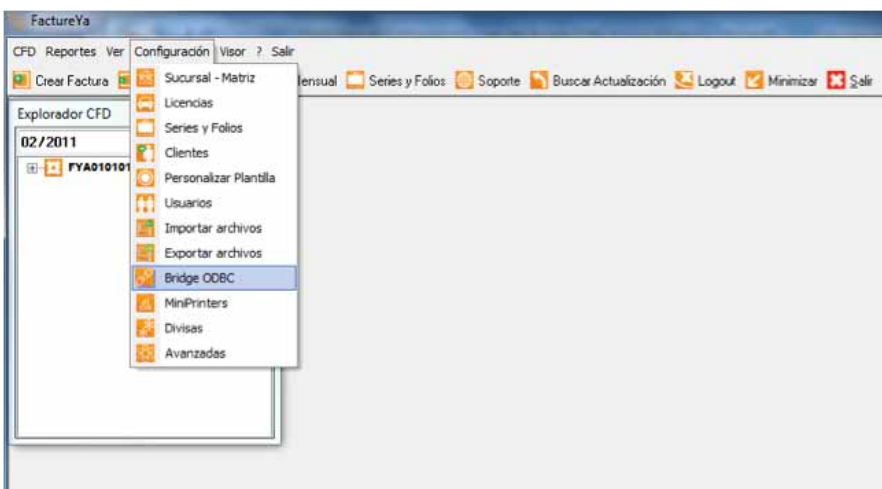 FactureYa
CFD Reportes Ver Configuración Visor ? Salir
Crear Factura ensual Series y Folios Soporte Buscar Actualización Logout Minimizar Salir
Explorador CFD
02/2011
FYA010101
Sucursal - Matriz
Licencias
Series y Folios
Clientes
Personalizar Plantilla
Usuarios
Importar archivos
Exportar archivos
Bridge ODBC
MiniPrinters
Divisas
Avanzadas